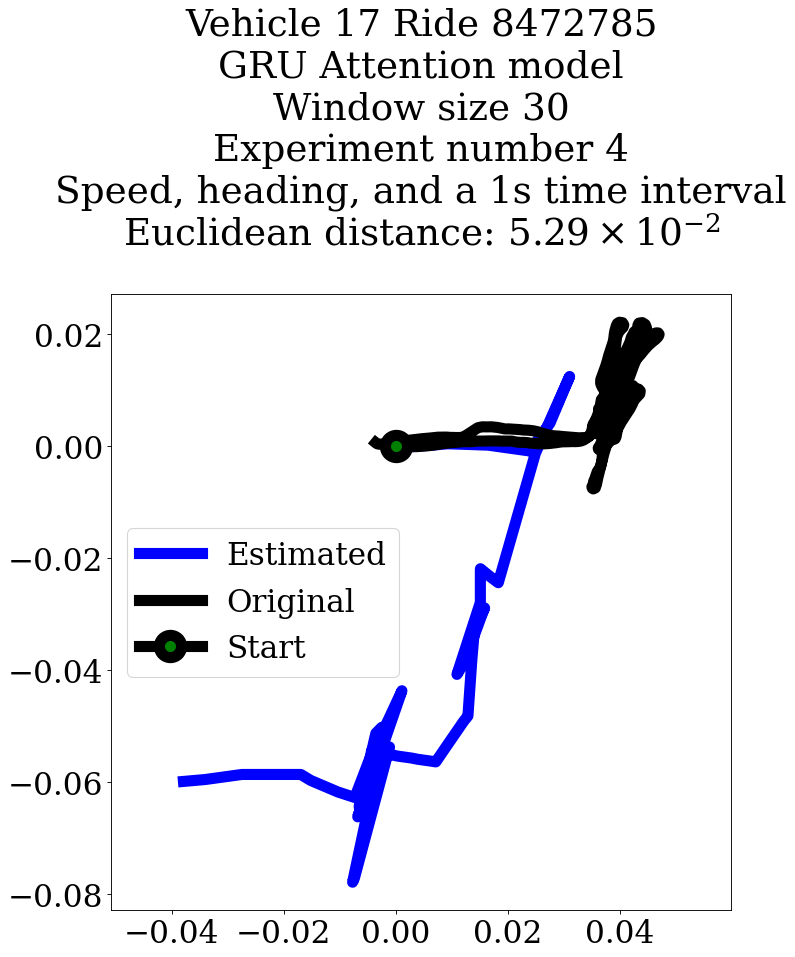 Vehicle 17 Ride 8472785
GRU Attention model
Window size 30
Experiment number 4
Speed, heading, and a 1s time interval
Euclidean distance: 5.29 × 10⁻²
0.02
0.00
−0.02
−0.04
−0.06
−0.08
Estimated
Original
Start
−0.04 −0.02 0.00 0.02 0.04